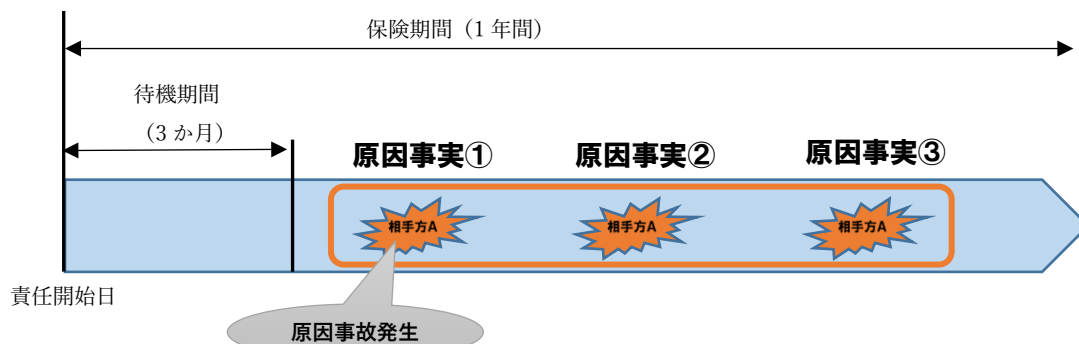 保険期間（1 年間）
待機期間
（3 か月）
原因事実①
原因事実②
原因事実③
相手方A
相手方A
相手方A
責任開始日
原因事故発生